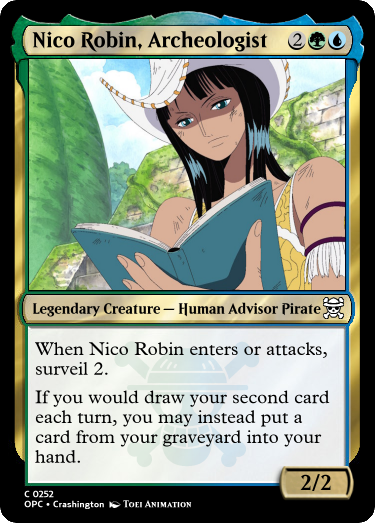 Nico Robin, Archeologist 2
Legendary Creature — Human Advisor Pirate
When Nico Robin enters or attacks,
surveil 2.
If you would draw your second card
each turn, you may instead put a
card from your graveyard into your
hand.
2/2
C 0252
OPC • Crashington Toei Animation